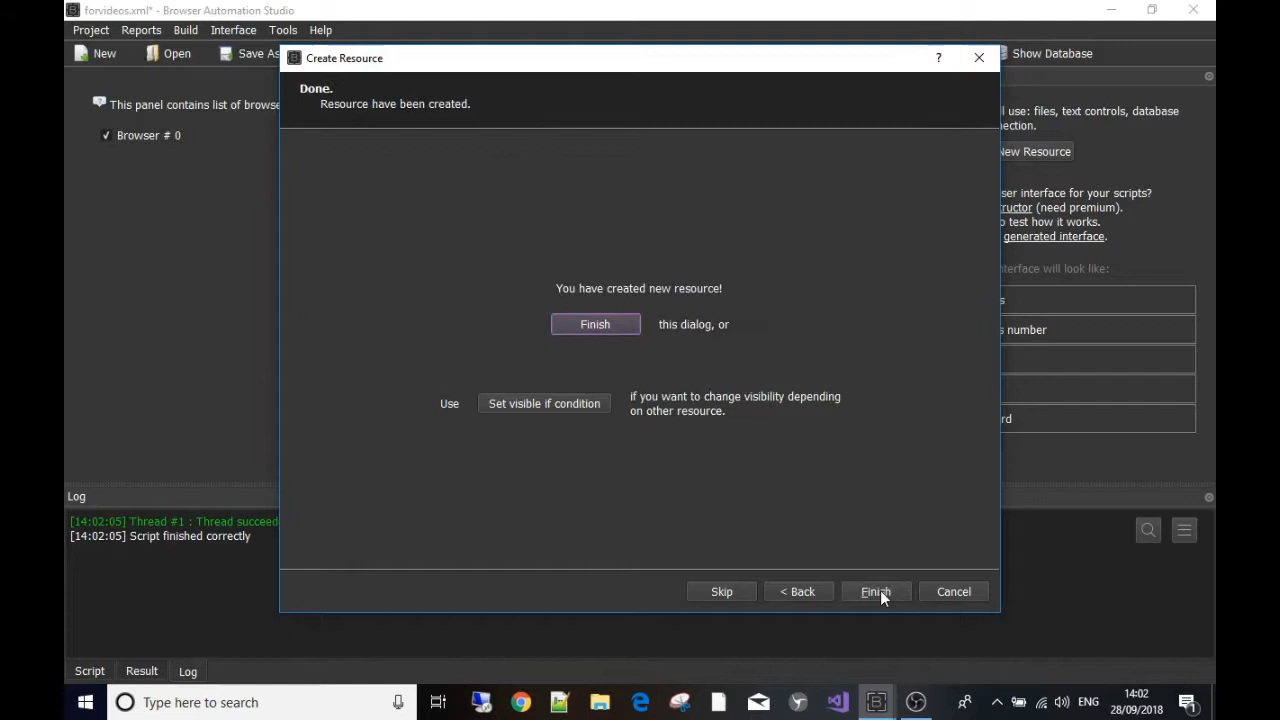 forvideos.xml* - Browser Automation Studio
Project Reports Build Interface Tools Help
New Open Save As Show Database
Create Resource ?
Done.
Resource have been created.
This panel contains list of browse
Browser # 0
l use: files, text controls, database
nection.
New Resource
ser interface for your scripts?
tructor (need premium).
o test how it works.
generated interface.
nterface will look like:
s
s number
rd
You have created new resource!
Finish this dialog, or
Use Set visible if condition if you want to change visibility depending
on other resource.
Log
[14:02:05] Thread #1 : Thread succeed
[14:02:05] Script finished correctly
Skip < Back Finish Cancel
Script Result Log
Type here to search
ENG
14:02
28/09/2018
1